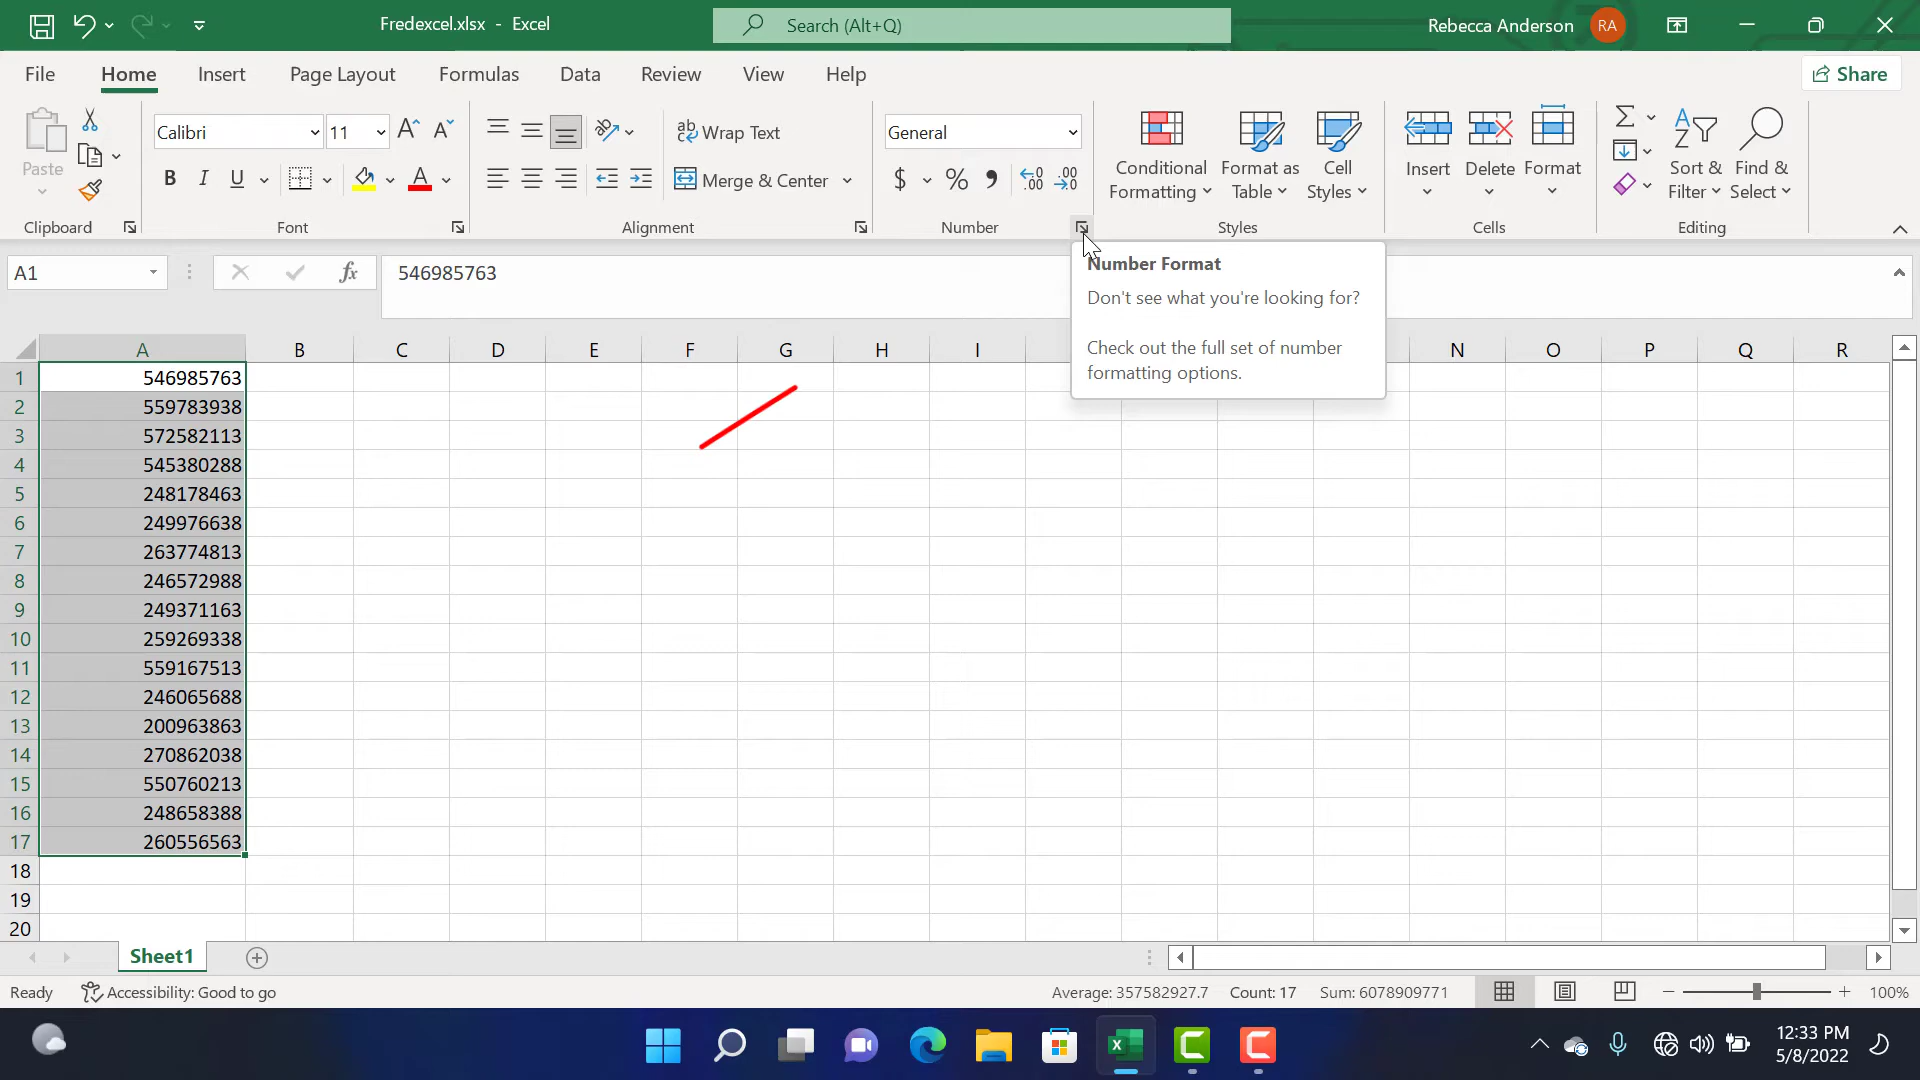 Fredexcel.xlsx - Excel
Search (Alt+Q)
Rebecca Anderson
RA
File Home Insert Page Layout Formulas Data Review View Help
Share
Paste
Calibri
11
Wrap Text
Merge & Center
General
Conditional Formatting
Format as Table
Cell Styles
Insert
Delete
Format
Sort & Filter
Find & Select
Clipboard Font Alignment Number Styles Cells Editing
A1
fx
546985763
Number Format
Don't see what you're looking for?
Check out the full set of number
formatting options.
A B C D E F G H I N O P Q R
1 546985763
2 559783938
3 572582113
4 545380288
5 248178463
6 249976638
7 263774813
8 246572988
9 249371163
10 259269338
11 559167513
12 246065688
13 200963863
14 270862038
15 550760213
16 248658388
17 260556563
18
19
20
Sheet1
Ready
Accessibility: Good to go
Average: 357582927.7 Count: 17 Sum: 6078909771
100%
12:33 PM
5/8/2022